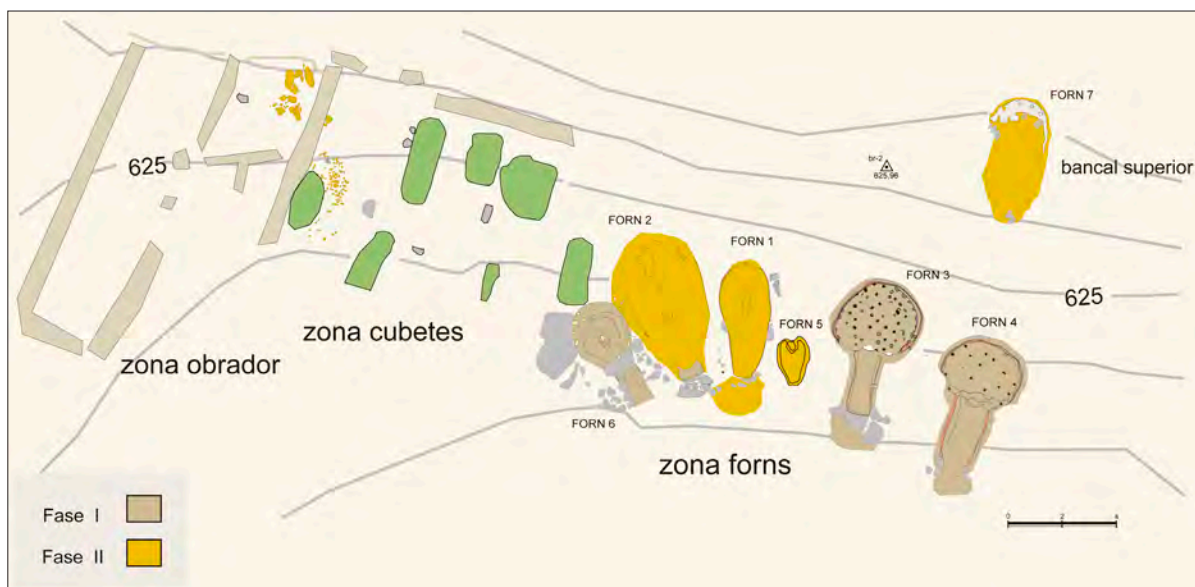 FORN 7
625
br-2
625,96
bancal superior
FORN 2
FORN 1
FORN 3
625
zona cubetes
FORN 5
FORN 4
zona obrador
FORN 6
zona forns
Fase I
Fase II
0 2 4